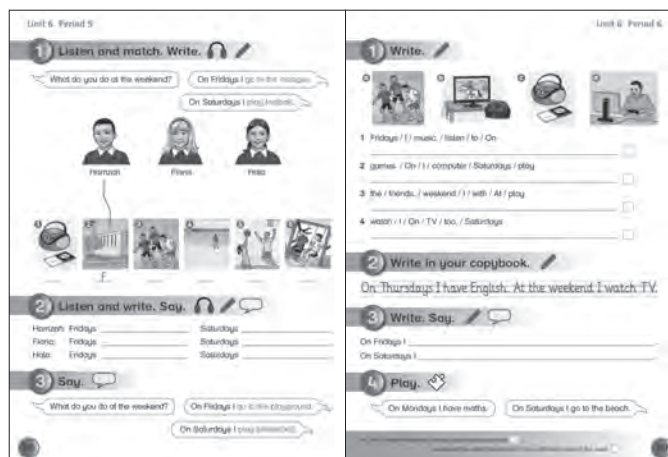 Unit 6 Period 5
1 Listen and match. Write.
What do you do at the weekend?
On Fridays I go to the mosque.
On Saturdays I play football.
Hamzah
Fiona
Hala
F
2 Listen and write. Say.
Hamzah: Fridays
Saturdays
Fiona: Fridays
Saturdays
Hala: Fridays
Saturdays
3 Say.
What do you do at the weekend?
On Fridays I go to the playground.
On Saturdays I play basketball.
Unit 6 Period 6
1 Write.
1 Fridays / I / music. / listen / to / On
2 games. / On / I / computer / Saturdays / play
3 the / friends. / weekend / I / with / At / play
4 watch / I / On / TV / too. / Saturdays
2 Write in your copybook.
On Thursdays I have English. At the weekend I watch TV.
3 Write. Say.
On Fridays I
On Saturdays I
4 Play.
On Mondays I have maths.
On Saturdays I go to the beach.